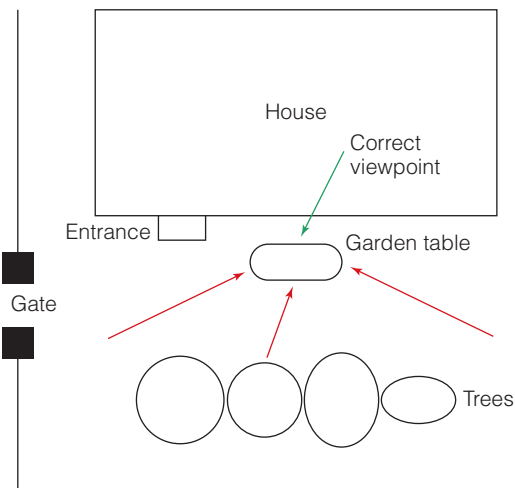 House
Correct
viewpoint
Entrance
Garden table
Gate
Trees